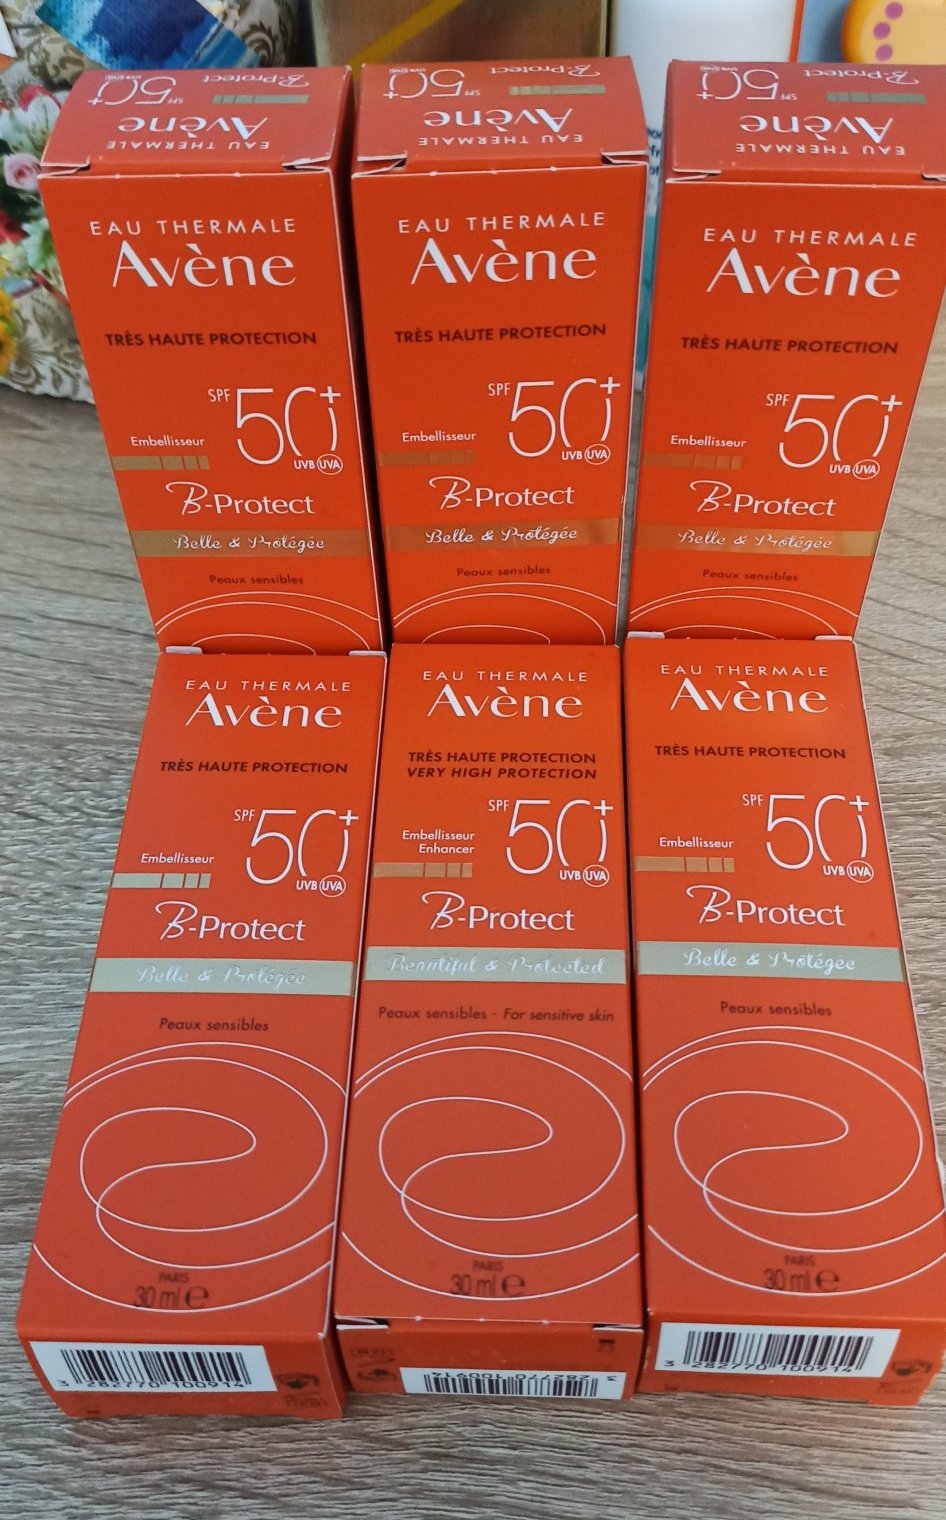 B-Protect
SPF 50+
UVB UVA
Avène
EAU THERMALE
EAU THERMALE
Avène
TRÈS HAUTE PROTECTION
SPF 50+
Embellisseur
UVB UVA
B-Protect
Belle & Protégée
Peaux sensibles
B-Protect
SPF 50+
UVB UVA
Avène
EAU THERMALE
EAU THERMALE
Avène
TRÈS HAUTE PROTECTION
SPF 50+
Embellisseur
UVB UVA
B-Protect
Belle & Protégée
Peaux sensibles
B-Protect
SPF 50+
Avène
EAU THERMALE
EAU THERMALE
Avène
TRÈS HAUTE PROTECTION
SPF 50+
Embellisseur
UVB UVA
B-Protect
Belle & Protégée
Peaux sensibles
EAU THERMALE
Avène
TRÈS HAUTE PROTECTION
SPF 50+
Embellisseur
UVB UVA
B-Protect
Belle & Protégée
Peaux sensibles
PARIS
30 ml e
3 282770 100914
EAU THERMALE
Avène
TRÈS HAUTE PROTECTION
VERY HIGH PROTECTION
SPF 50+
Embellisseur
Enhancer
UVB UVA
B-Protect
Beautiful & Protected
Peaux sensibles - For sensitive skin
PARIS
30 ml e
3 282770 100914
EAU THERMALE
Avène
TRÈS HAUTE PROTECTION
SPF 50+
Embellisseur
UVB UVA
B-Protect
Belle & Protégée
Peaux sensibles
PARIS
30 ml e
3 282770 100914